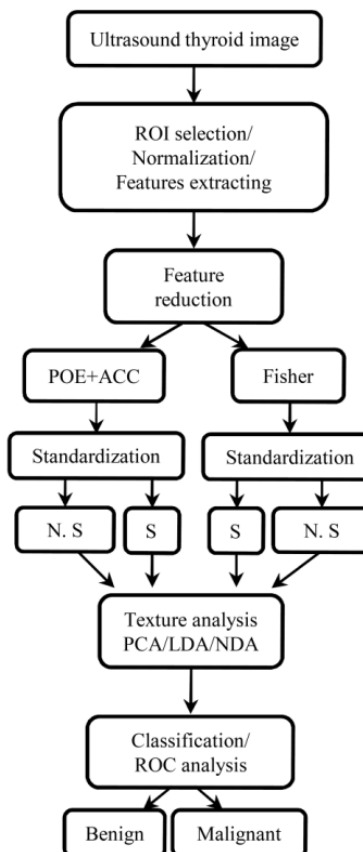 Ultrasound thyroid image
ROI selection/
Normalization/
Features extracting
Feature
reduction
POE+ACC
Fisher
Standardization
Standardization
N. S
S
S
N. S
Texture analysis
PCA/LDA/NDA
Classification/
ROC analysis
Benign
Malignant